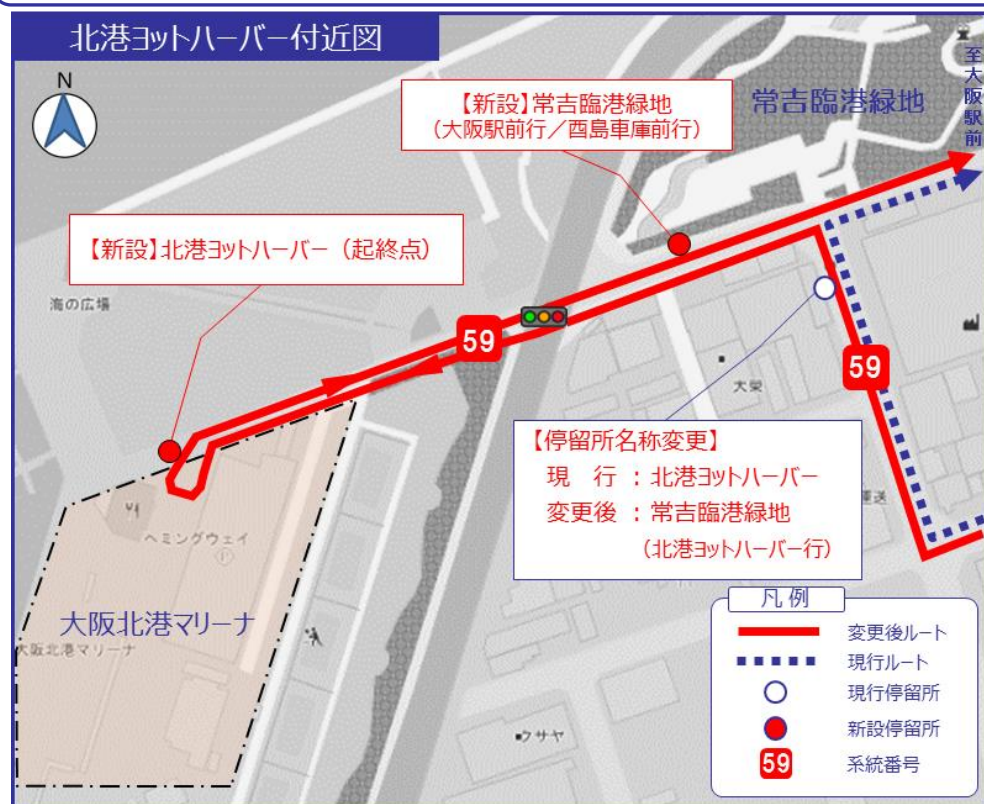 北港ヨットハーバー付近図
N
【新設】常吉臨港緑地
(大阪駅前行／酉島車庫前行)
常吉臨港緑地
至大阪駅前
【新設】北港ヨットハーバー（起終点）
海の広場
59
59
大栄
【停留所名称変更】
現　行 ：北港ヨットハーバー
変更後 ：常吉臨港緑地
（北港ヨットハーバー行）
運送
ヘミングウェイ
P
大阪北港マリーナ
大阪北港マリーナ
クサヤ
凡例
変更後ルート
現行ルート
現行停留所
新設停留所
59
系統番号